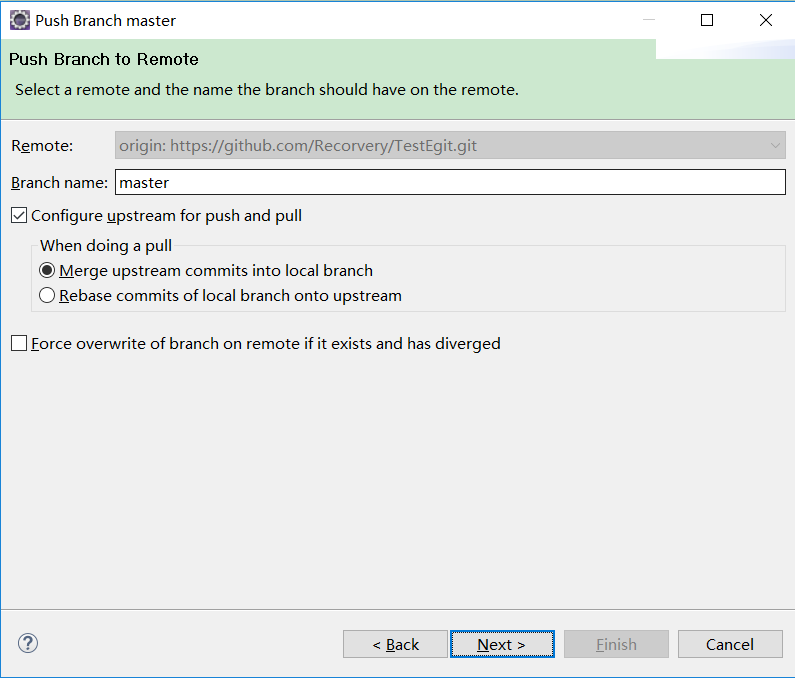 Push Branch master
Push Branch to Remote
Select a remote and the name the branch should have on the remote.
Remote: origin: https://github.com/Recorvery/TestEgit.git
Branch name: master
Configure upstream for push and pull
When doing a pull
Merge upstream commits into local branch
Rebase commits of local branch onto upstream
Force overwrite of branch on remote if it exists and has diverged
? < Back Next > Finish Cancel